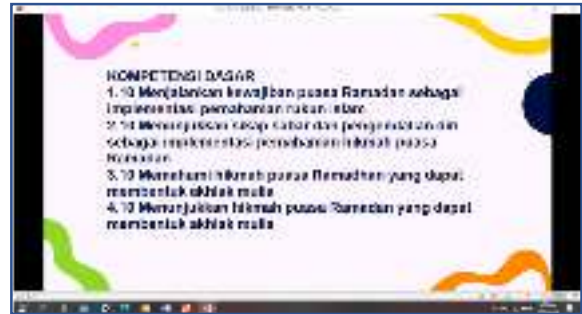 KOMPETENSI DASAR
1.10 Menjalankan kewajiban puasa Ramadan sebagai
implementasi pemahaman rukun Islam
2.10 Menunjukkan sikap sabar dan pengendalian diri
sebagai implementasi pemahaman hikmah puasa
Ramadan
3.10 Memahami hikmah puasa Ramadhan yang dapat
membentuk akhlak mulia
4.10 Menunjukkan hikmah puasa Ramadan yang dapat
membentuk akhlak mulia